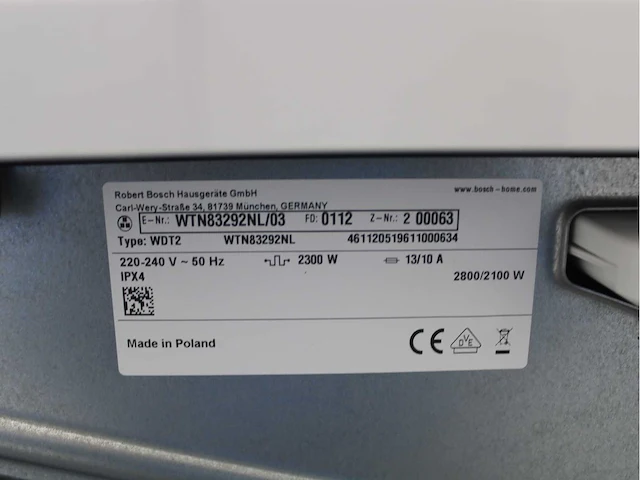 Robert Bosch Hausgeräte GmbH
Carl-Wery-Straße 34, 81739 München, GERMANY
www.bosch-home.com
E-Nr.: WTN83292NL/03 FD: 0112 Z-Nr.: 2 00063
Type: WDT2 WTN83292NL 461120519611000634
220-240 V ~ 50 Hz 2300 W 13/10 A
IPX4 2800/2100 W
Made in Poland CE VDE